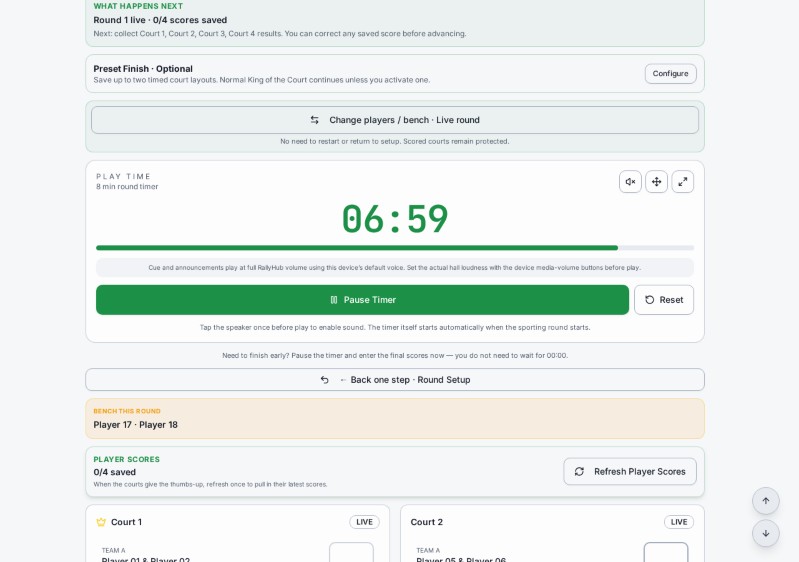 WHAT HAPPENS NEXT
Round 1 live · 0/4 scores saved
Next: collect Court 1, Court 2, Court 3, Court 4 results. You can correct any saved score before advancing.
Preset Finish · Optional
Save up to two timed court layouts. Normal King of the Court continues unless you activate one.
Configure
Change players / bench · Live round
No need to restart or return to setup. Scored courts remain protected.
PLAY TIME
8 min round timer
06:59
Cue and announcements play at full RallyHub volume using this device's default voice. Set the actual hall loudness with the device media-volume buttons before play.
Pause Timer
Reset
Tap the speaker once before play to enable sound. The timer itself starts automatically when the sporting round starts.
Need to finish early? Pause the timer and enter the final scores now — you do not need to wait for 00:00.
← Back one step · Round Setup
BENCH THIS ROUND
Player 17 · Player 18
PLAYER SCORES
0/4 saved
When the courts give the thumbs-up, refresh once to pull in their latest scores.
Refresh Player Scores
Court 1
LIVE
TEAM A
Player 01 & Player 02
Court 2
LIVE
TEAM A
Player 05 & Player 06